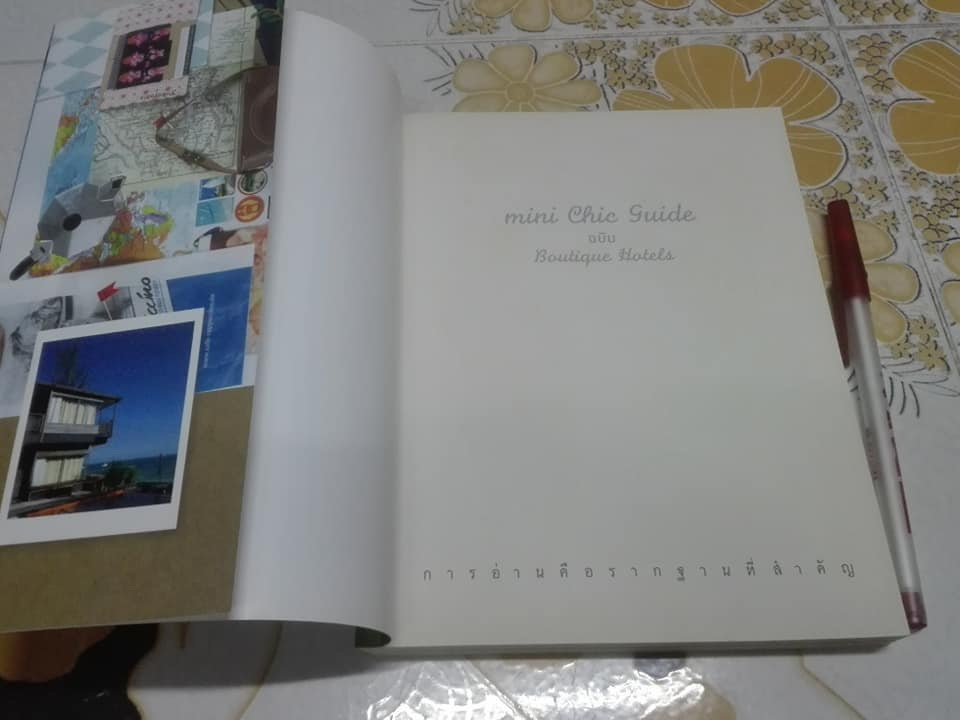 mini Chic Guide
ฉบับ
Boutique Hotels
การอ่านคือรากฐานที่สำคัญ
ccino